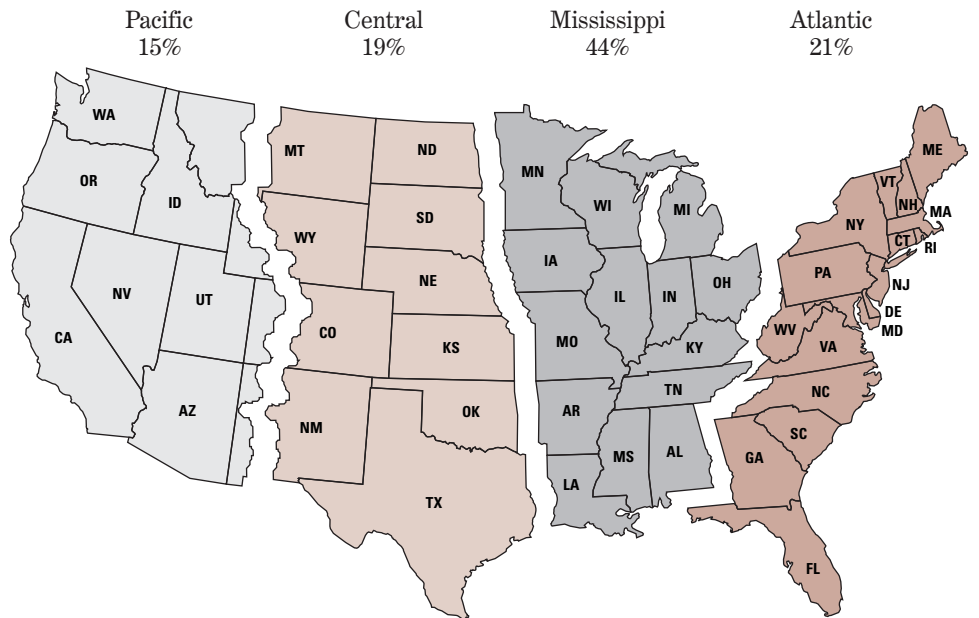 Pacific
15%
Central
19%
Mississippi
44%
Atlantic
21%
WA
OR
ID
CA
NV
UT
AZ
MT
ND
SD
WY
NE
CO
KS
NM
OK
TX
MN
WI
MI
IA
IL
IN
OH
MO
KY
TN
AR
MS
AL
LA
ME
VT
NH
MA
NY
CT
RI
PA
NJ
DE
MD
WV
VA
NC
SC
GA
FL